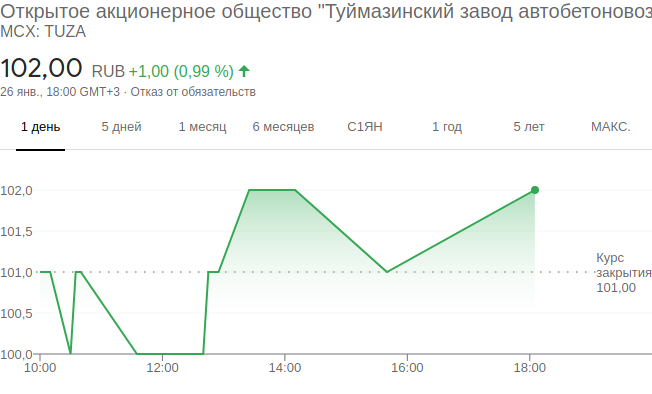 Открытое акционерное общество "Туймазинский завод автобетоновоз
MCX: TUZA
102,00 RUB +1,00 (0,99 %)
26 янв., 18:00 GMT+3 · Отказ от обязательств
1 день 5 дней 1 месяц 6 месяцев С1ЯН 1 год 5 лет МАКС.
102,0
101,5
Курс
101,0 закрытия
101,00
100,5
100,0
10:00 12:00 14:00 16:00 18:00